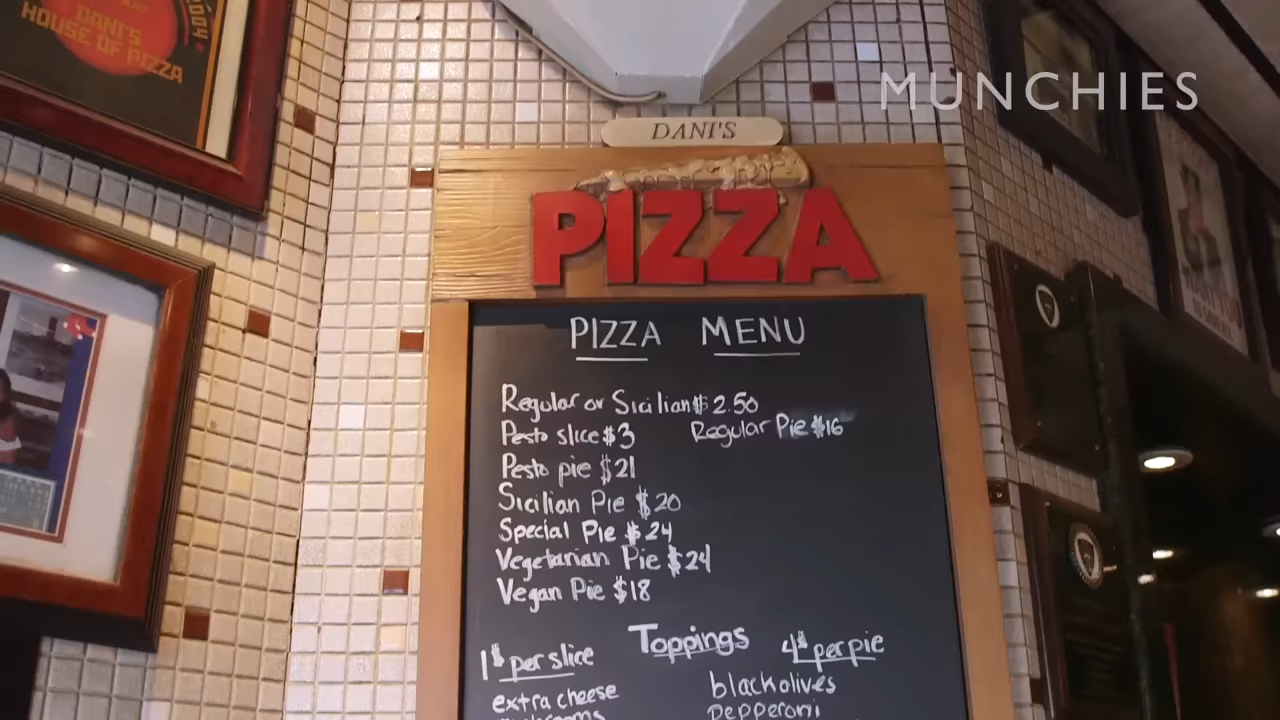 DANI'S
HOUSE OF PIZZA
MUNCHIES
DANI'S
PIZZA
PIZZA MENU
Regular or Sicilian $2.50
Pesto slice $3 Regular Pie $16
Pesto pie $21
Sicilian Pie $20
Special Pie $24
Vegetarian Pie $24
Vegan Pie $18
Toppings
1$ per slice 4$ per pie
extra cheese black olives
mushrooms Pepperoni